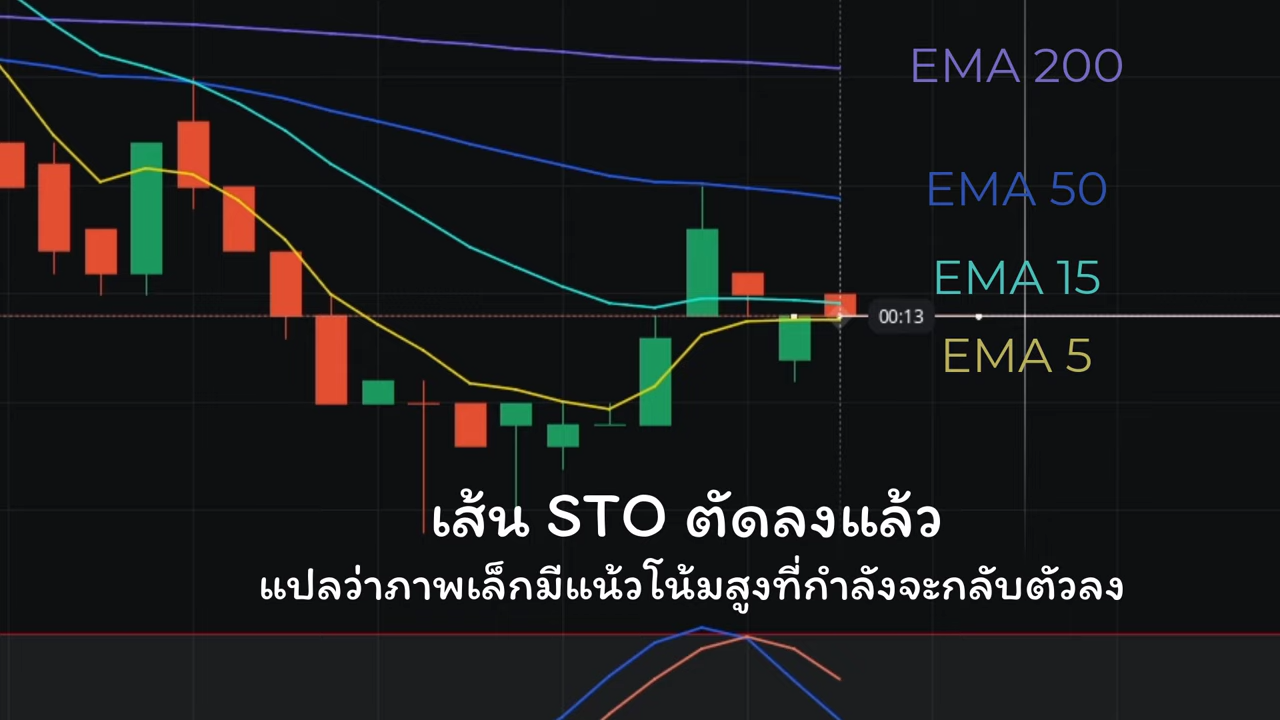 EMA 200
EMA 50
EMA 15
00:13
EMA 5
เส้น STO ตัดลงแล้ว
แปลว่าภาพเล็กมีแน้วโน้มสูงที่กำลังจะกลับตัวลง